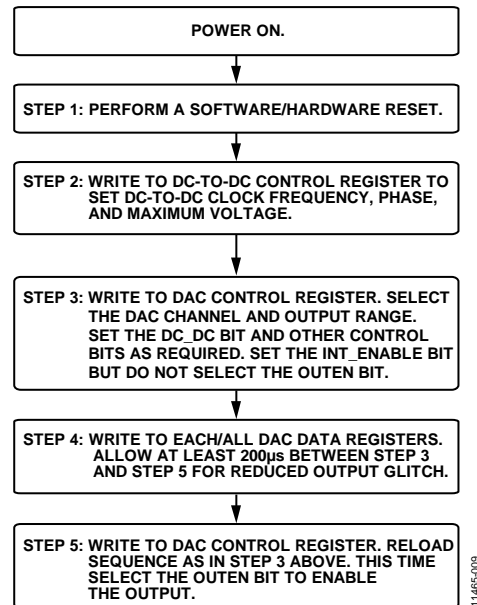 POWER ON.
STEP 1: PERFORM A SOFTWARE/HARDWARE RESET.
STEP 2: WRITE TO DC-TO-DC CONTROL REGISTER TO
SET DC-TO-DC CLOCK FREQUENCY, PHASE,
AND MAXIMUM VOLTAGE.
STEP 3: WRITE TO DAC CONTROL REGISTER. SELECT
THE DAC CHANNEL AND OUTPUT RANGE.
SET THE DC_DC BIT AND OTHER CONTROL
BITS AS REQUIRED. SET THE INT_ENABLE BIT
BUT DO NOT SELECT THE OUTEN BIT.
STEP 4: WRITE TO EACH/ALL DAC DATA REGISTERS.
ALLOW AT LEAST 200µs BETWEEN STEP 3
AND STEP 5 FOR REDUCED OUTPUT GLITCH.
STEP 5: WRITE TO DAC CONTROL REGISTER. RELOAD
SEQUENCE AS IN STEP 3 ABOVE. THIS TIME
SELECT THE OUTEN BIT TO ENABLE
THE OUTPUT.
11465-009